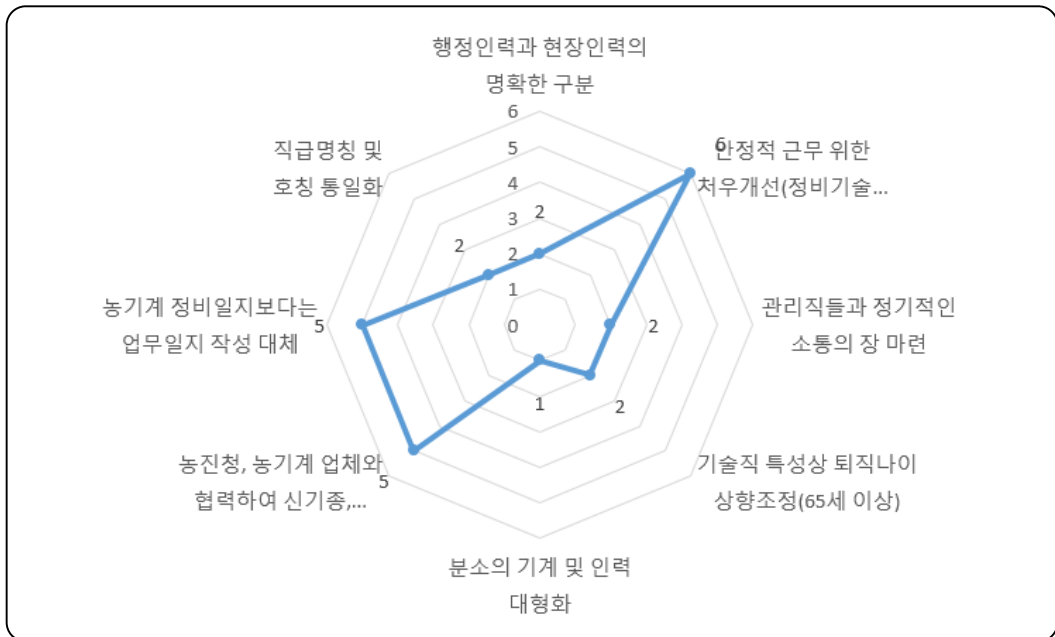 행정인력과 현장인력의
명확한 구분
6
5
4
3
2
1
0
2
6
안정적 근무 위한
처우개선(정비기술...
2
관리직들과 정기적인
소통의 장 마련
2
기술직 특성상 퇴직나이
상향조정(65세 이상)
1
분소의 기계 및 인력
대형화
5
농진청, 농기계 업체와
협력하여 신기종,...
5
농기계 정비일지보다는
업무일지 작성 대체
2
직급명칭 및
호칭 통일화